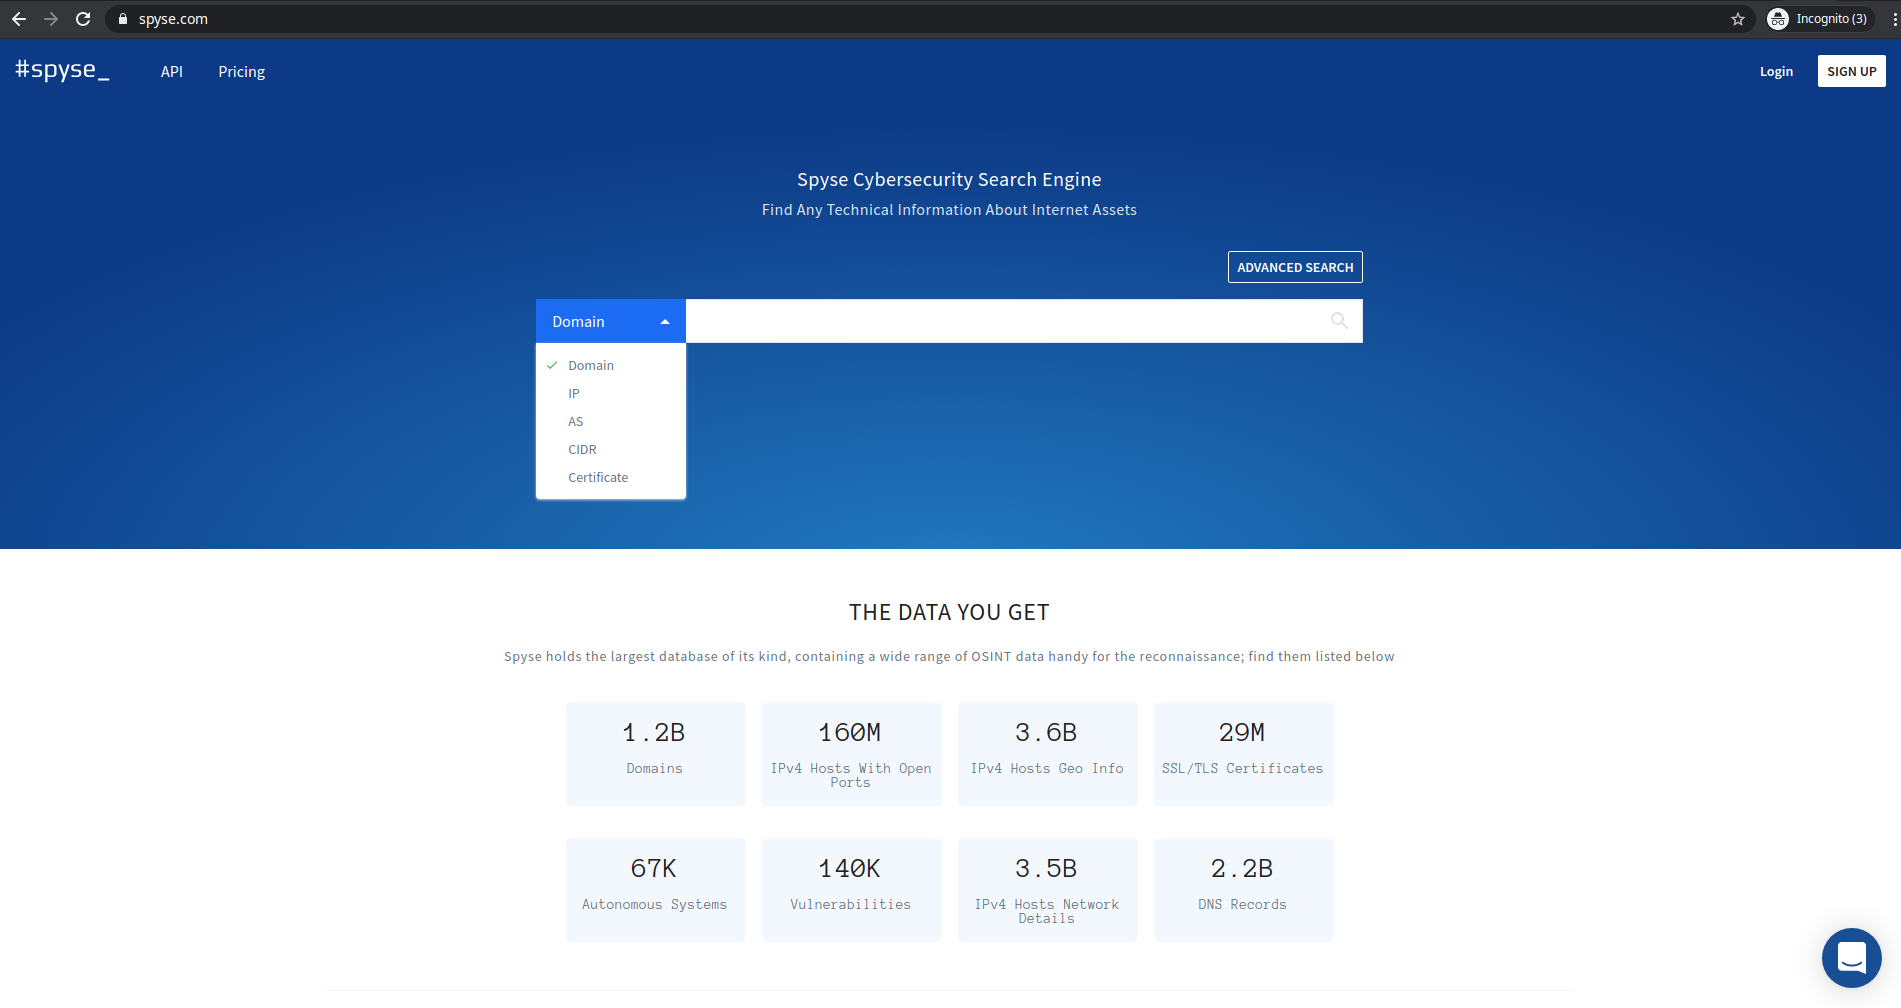 spyse.com
Incognito (3)
#spyse_
API
Pricing
Login
SIGN UP
Spyse Cybersecurity Search Engine
Find Any Technical Information About Internet Assets
ADVANCED SEARCH
Domain
Domain
IP
AS
CIDR
Certificate
THE DATA YOU GET
Spyse holds the largest database of its kind, containing a wide range of OSINT data handy for the reconnaissance; find them listed below
1.2B
Domains
160M
IPv4 Hosts With Open
Ports
3.6B
IPv4 Hosts Geo Info
29M
SSL/TLS Certificates
67K
Autonomous Systems
140K
Vulnerabilities
3.5B
IPv4 Hosts Network
Details
2.2B
DNS Records